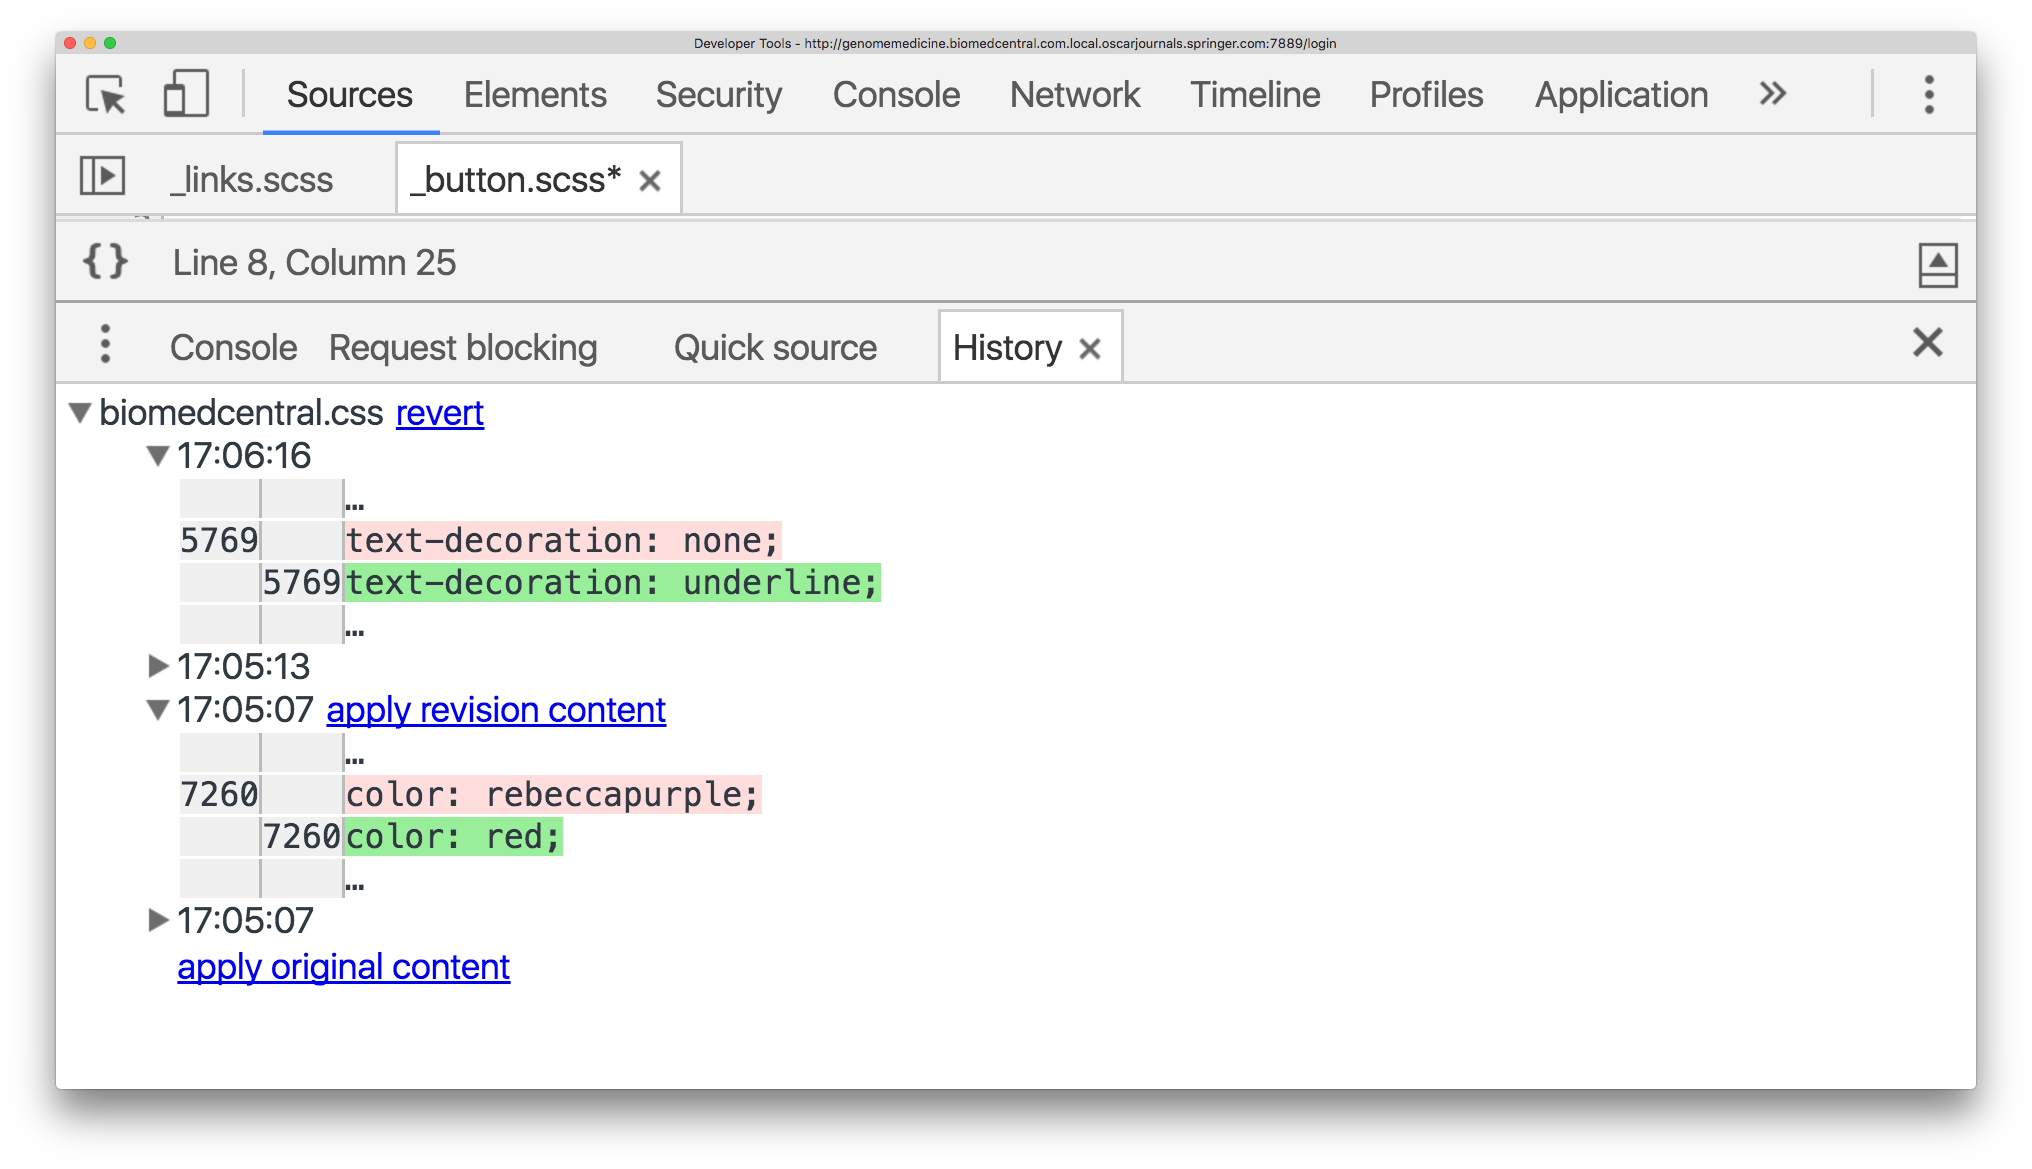 Developer Tools - http://genomemedicine.biomedcentral.com.local.oscarjournals.springer.com:7889/login
Sources Elements Security Console Network Timeline Profiles Application »
_links.scss _button.scss* ×
{} Line 8, Column 25
Console Request blocking Quick source History ×
biomedcentral.css revert
17:06:16
…
5769 text-decoration: none;
5769 text-decoration: underline;
…
17:05:13
17:05:07 apply revision content
…
7260 color: rebeccapurple;
7260 color: red;
…
17:05:07
apply original content